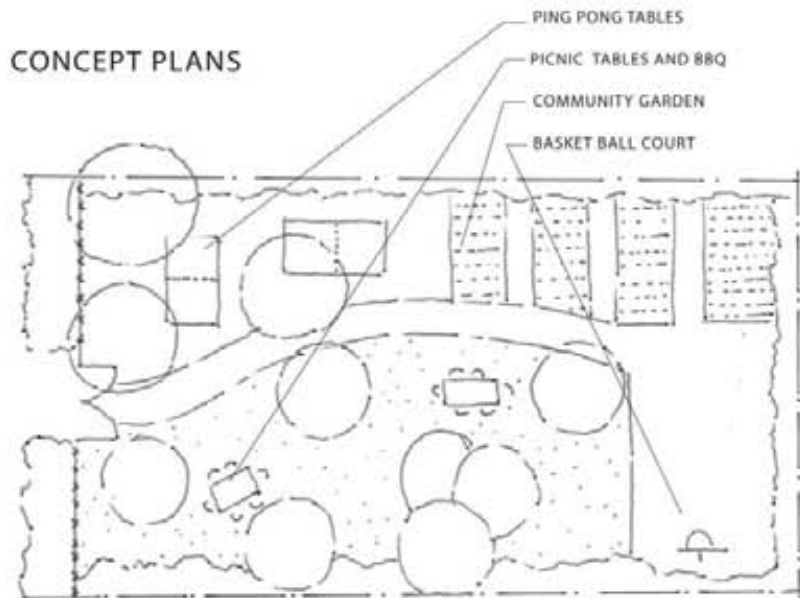 CONCEPT PLANS
PING PONG TABLES
PICNIC TABLES AND BBQ
COMMUNITY GARDEN
BASKET BALL COURT